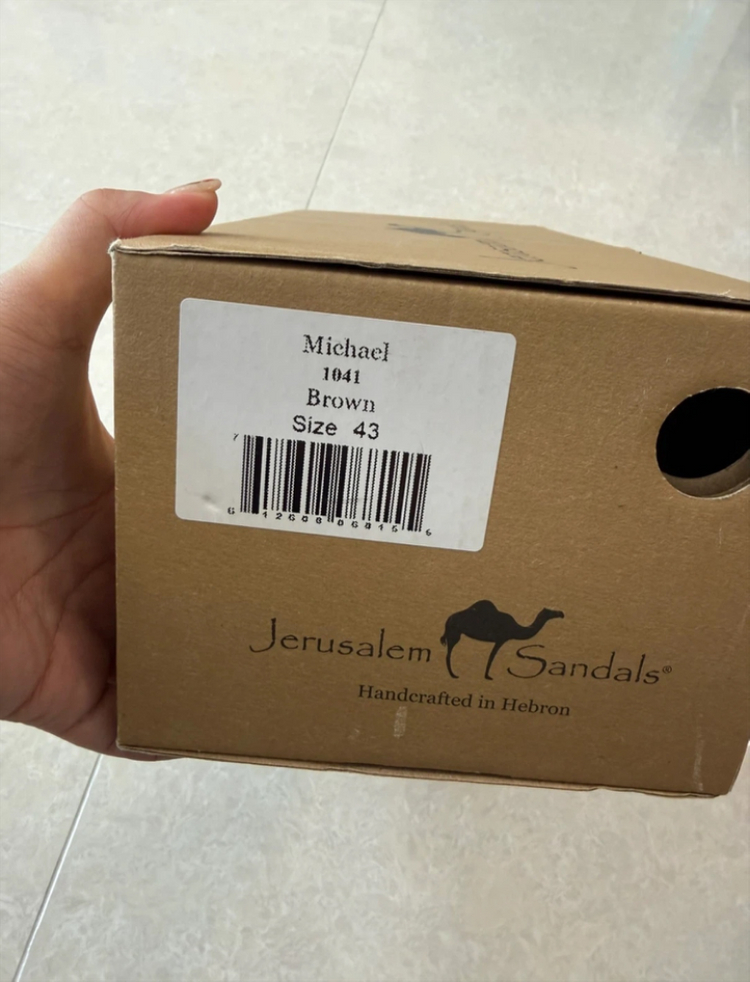 Michael
1041
Brown
Size 43
Jerusalem Sandals®
Handcrafted in Hebron